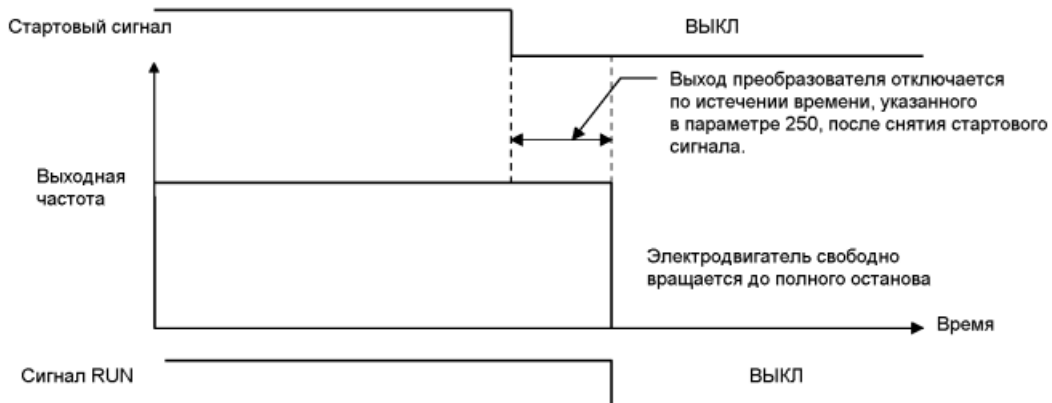 Стартовый сигнал
ВЫКЛ
Выход преобразователя отключается
по истечении времени, указанного
в параметре 250, после снятия стартового
сигнала.
Выходная
частота
Электродвигатель свободно
вращается до полного останова
Время
Сигнал RUN
ВЫКЛ